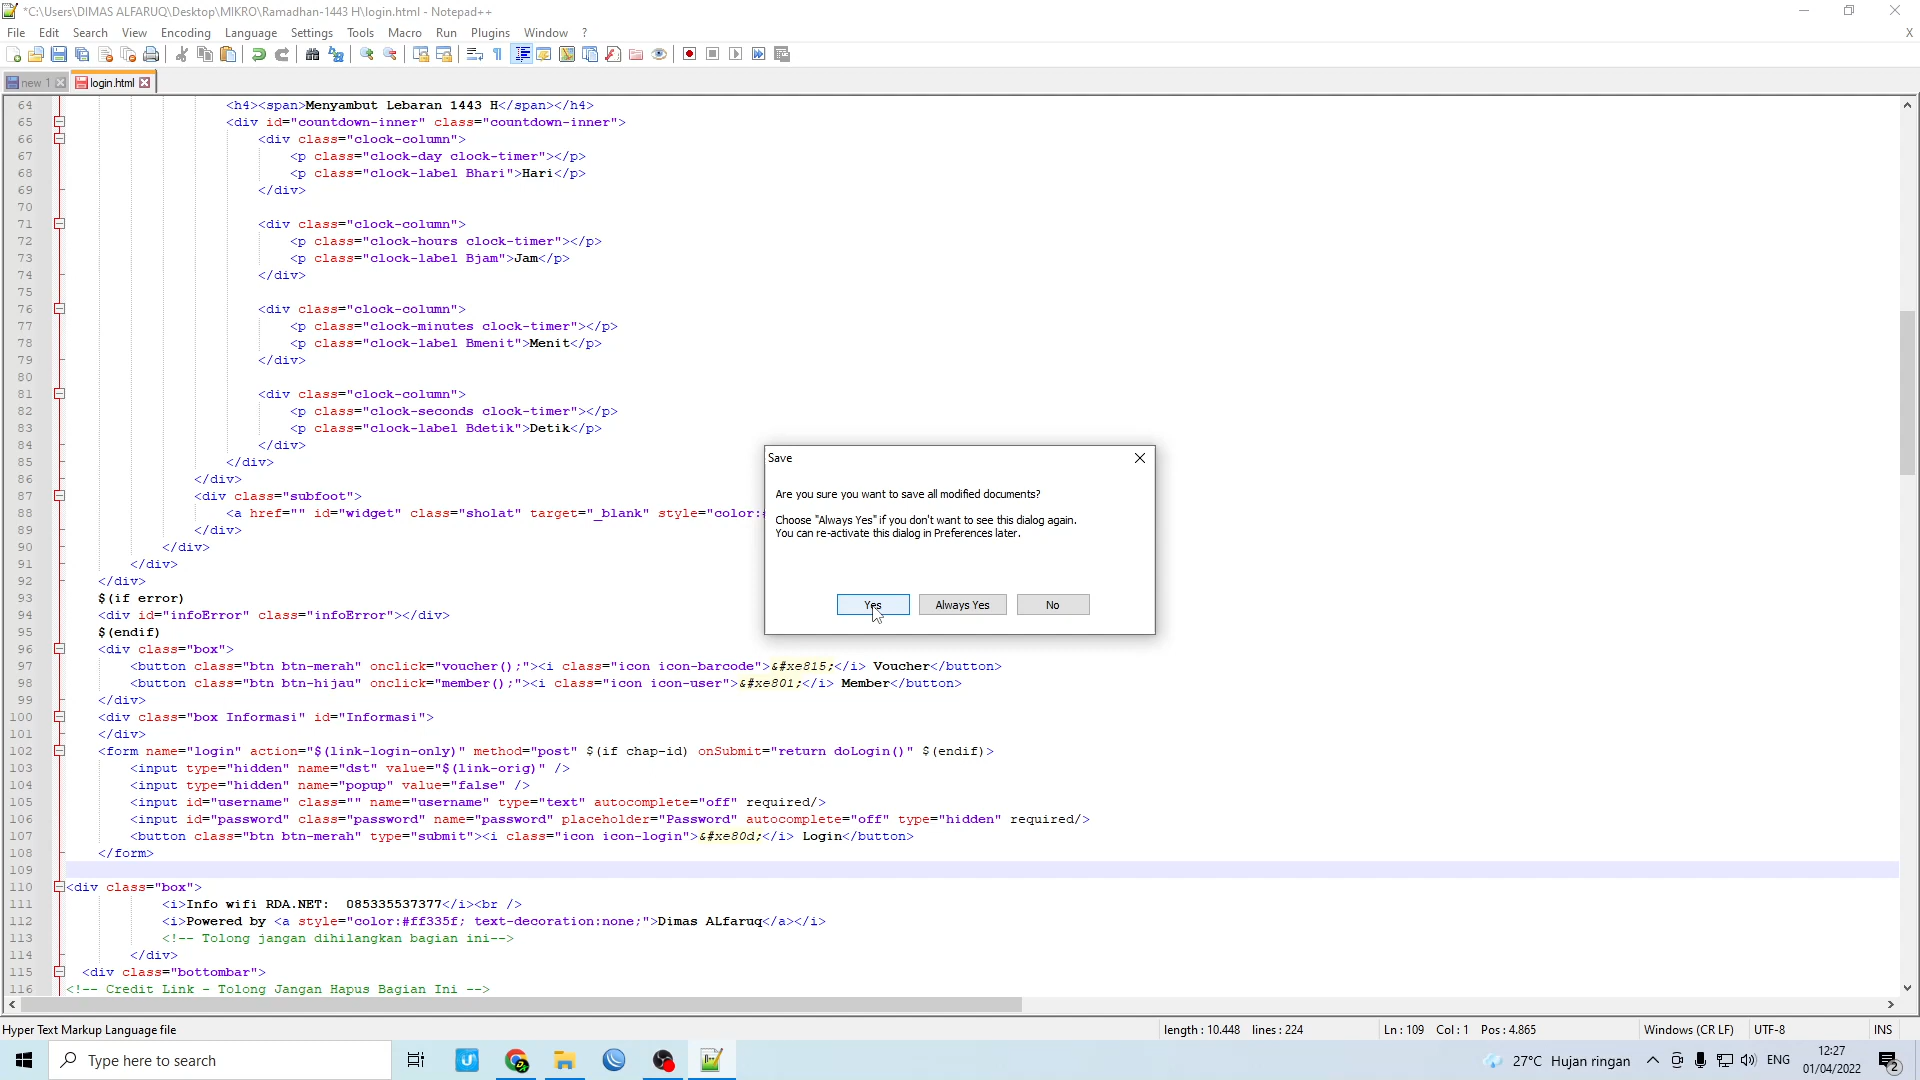 *C:\Users\DIMAS ALFARUQ\Desktop\MIKRO\Ramadhan-1443 H\login.html - Notepad++
File Edit Search View Encoding Language Settings Tools Macro Run Plugins Window ? X
new 1 login.html
64 <h4><span>Menyambut Lebaran 1443 H</span></h4>
65 <div id="countdown-inner" class="countdown-inner">
66 <div class="clock-column">
67 <p class="clock-day clock-timer"></p>
68 <p class="clock-label Bhari">Hari</p>
69 </div>
70
71 <div class="clock-column">
72 <p class="clock-hours clock-timer"></p>
73 <p class="clock-label Bjam">Jam</p>
74 </div>
75
76 <div class="clock-column">
77 <p class="clock-minutes clock-timer"></p>
78 <p class="clock-label Bmenit">Menit</p>
79 </div>
80
81 <div class="clock-column">
82 <p class="clock-seconds clock-timer"></p>
83 <p class="clock-label Bdetik">Detik</p>
84 </div>
85 </div>
86 </div>
87 <div class="subfoot">
88 <a href="" id="widget" class="sholat" target="_blank" style="color:
89 </div>
90 </div>
91 </div>
92 </div>
93 $(if error)
94 <div id="infoError" class="infoError"></div>
95 $(endif)
96 <div class="box">
97 <button class="btn btn-merah" onclick="voucher();"><i class="icon icon-barcode">&#xe815;</i> Voucher</button>
98 <button class="btn btn-hijau" onclick="member();"><i class="icon icon-user">&#xe801;</i> Member</button>
99 </div>
100 <div class="box Informasi" id="Informasi">
101 </div>
102 <form name="login" action="$(link-login-only)" method="post" $(if chap-id) onSubmit="return doLogin()" $(endif)>
103 <input type="hidden" name="dst" value="$(link-orig)" />
104 <input type="hidden" name="popup" value="false" />
105 <input id="username" class="" name="username" type="text" autocomplete="off" required/>
106 <input id="password" class="password" name="password" placeholder="Password" autocomplete="off" type="hidden" required/>
107 <button class="btn btn-merah" type="submit"><i class="icon icon-login">&#xe80d;</i> Login</button>
108 </form>
109
110 <div class="box">
111 <i>Info wifi RDA.NET: 085335537377</i><br />
112 <i>Powered by <a style="color:#ff335f; text-decoration:none;">Dimas ALfaruq</a></i>
113 <!-- Tolong jangan dihilangkan bagian ini-->
114 </div>
115 <div class="bottombar">
116 <!-- Credit Link - Tolong Jangan Hapus Bagian Ini -->
Save
Are you sure you want to save all modified documents?
Choose "Always Yes" if you don't want to see this dialog again.
You can re-activate this dialog in Preferences later.
Yes Always Yes No
Hyper Text Markup Language file length : 10.448 lines : 224 Ln : 109 Col : 1 Pos : 4.865 Windows (CR LF) UTF-8 INS
Type here to search 27°C Hujan ringan ENG 12:27
01/04/2022 2